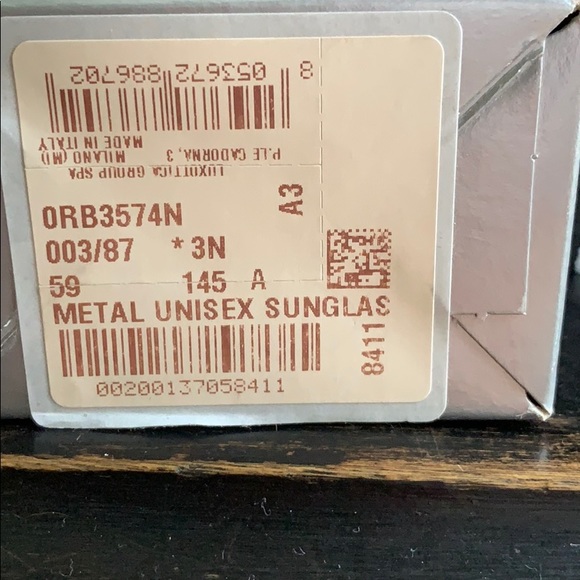 8 053672 886702
LUXOTTICA GROUP SPA
P.LE CADORNA, 3 MILANO (MI)
MADE IN ITALY
0RB3574N
A3
003/87 *3N
59 145 A
METAL UNISEX SUNGLAS
8411
00200137058411